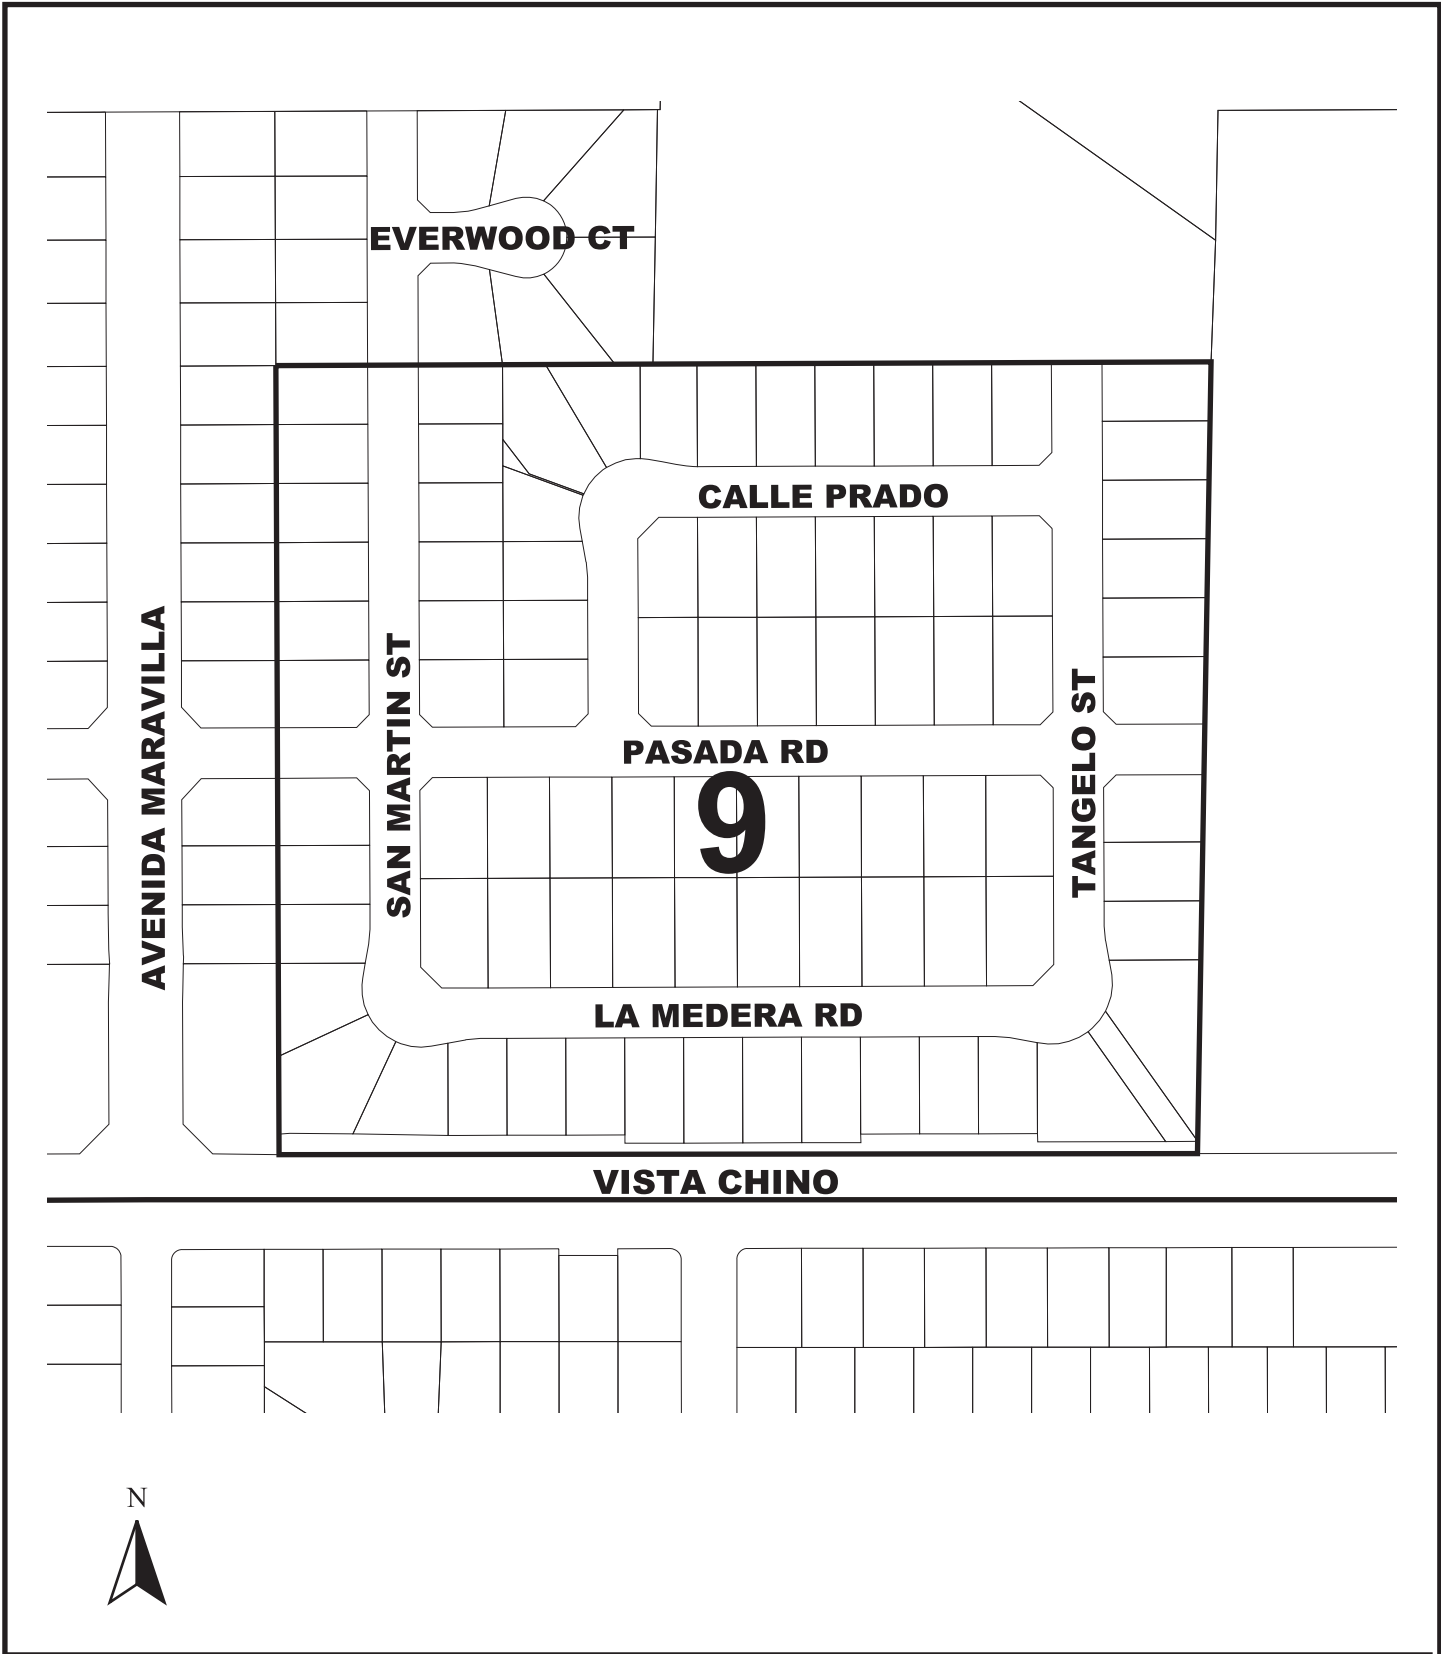 EVERWOOD CT
CALLE PRADO
AVENIDA MARAVILLA
SAN MARTIN ST
TANGELO ST
PASADA RD
9
LA MEDERA RD
VISTA CHINO
N